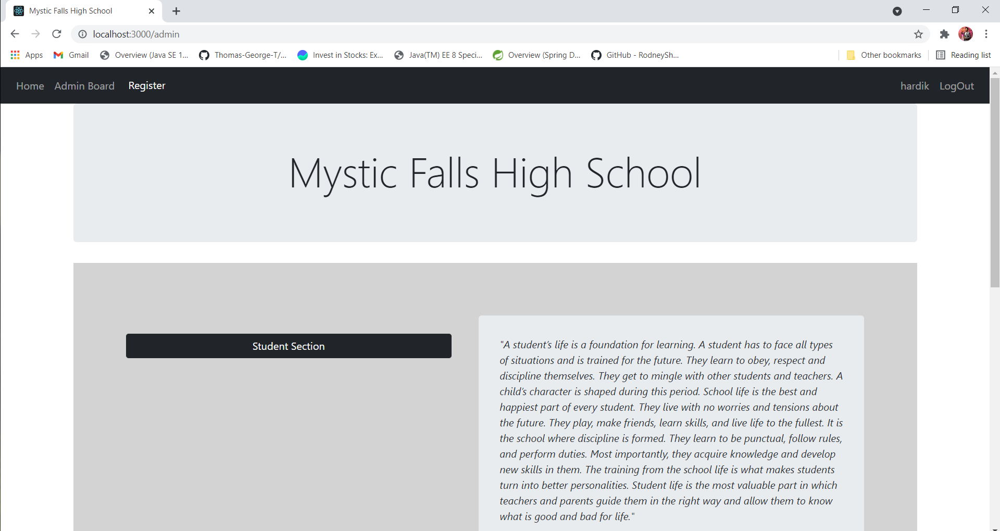 Mystic Falls High School
localhost:3000/admin
Apps Gmail Overview (Java SE 1... Thomas-George-T/... Invest in Stocks: Ex... Java(TM) EE 8 Speci... Overview (Spring D... GitHub - RodneySh... Other bookmarks Reading list
Home Admin Board Register hardik LogOut
Mystic Falls High School
Student Section
"A student's life is a foundation for learning. A student has to face all types
of situations and is trained for the future. They learn to obey, respect and
discipline themselves. They get to mingle with other students and teachers. A
child's character is shaped during this period. School life is the best and
happiest part of every student. They live with no worries and tensions about
the future. They play, make friends, learn skills, and live life to the fullest. It is
the school where discipline is formed. They learn to be punctual, follow rules,
and perform duties. Most importantly, they acquire knowledge and develop
new skills in them. The training from the school life is what makes students
turn into better personalities. Student life is the most valuable part in which
teachers and parents guide them in the right way and allow them to know
what is good and bad for life."